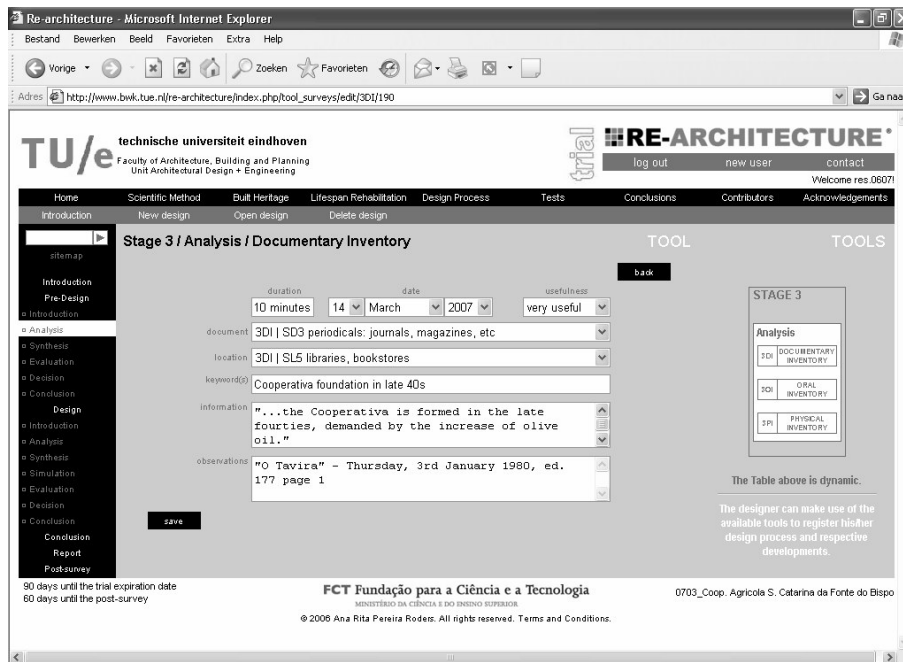 Re-architecture - Microsoft Internet Explorer
Bestand Bewerken Beeld Favorieten Extra Help
Vorige Zoeken Favorieten
Adres http://www.bwk.tue.nl/re-architecture/index.php/tool_surveys/edit/3DI/190 Ga naa
TU/e technische universiteit eindhoven
Faculty of Architecture, Building and Planning
Unit Architectural Design + Engineering
trial
RE-ARCHITECTURE
log out new user contact
Welcome res.0607!
Home Scientific Method Built Heritage Lifespan Rehabilitation Design Process Tests Conclusions Contributors Acknowledgements
Introduction New design Open design Delete design
sitemap
Introduction
Pre-Design
Introduction
Analysis
Synthesis
Evaluation
Decision
Conclusion
Design
Introduction
Analysis
Synthesis
Simulation
Evaluation
Decision
Conclusion
Conclusion
Report
Post-survey
Stage 3 / Analysis / Documentary Inventory TOOL TOOLS
back
duration date usefulness
10 minutes 14 March 2007 very useful
document 3DI | SD3 periodicals: journals, magazines, etc
location 3DI | SL5 libraries, bookstores
keyword(s) Cooperativa foundation in late 40s
information "...the Cooperativa is formed in the late
fourties, demanded by the increase of olive
oil."
observations "O Tavira" - Thursday, 3rd January 1980, ed.
177 page 1
save
STAGE 3
Analysis
3DI DOCUMENTARY
INVENTORY
3OI ORAL
INVENTORY
3PI PHYSICAL
INVENTORY
The Table above is dynamic.
The designer can make use of the
available tools to register his/her
design process and respective
developments.
90 days until the trial expiration date
60 days until the post-survey
FCT Fundação para a Ciência e a Tecnologia
MINISTÉRIO DA CIÊNCIA E DO ENSINO SUPERIOR
0703_Coop. Agricola S. Catarina da Fonte do Bispo
© 2006 Ana Rita Pereira Roders. All rights reserved. Terms and Conditions.